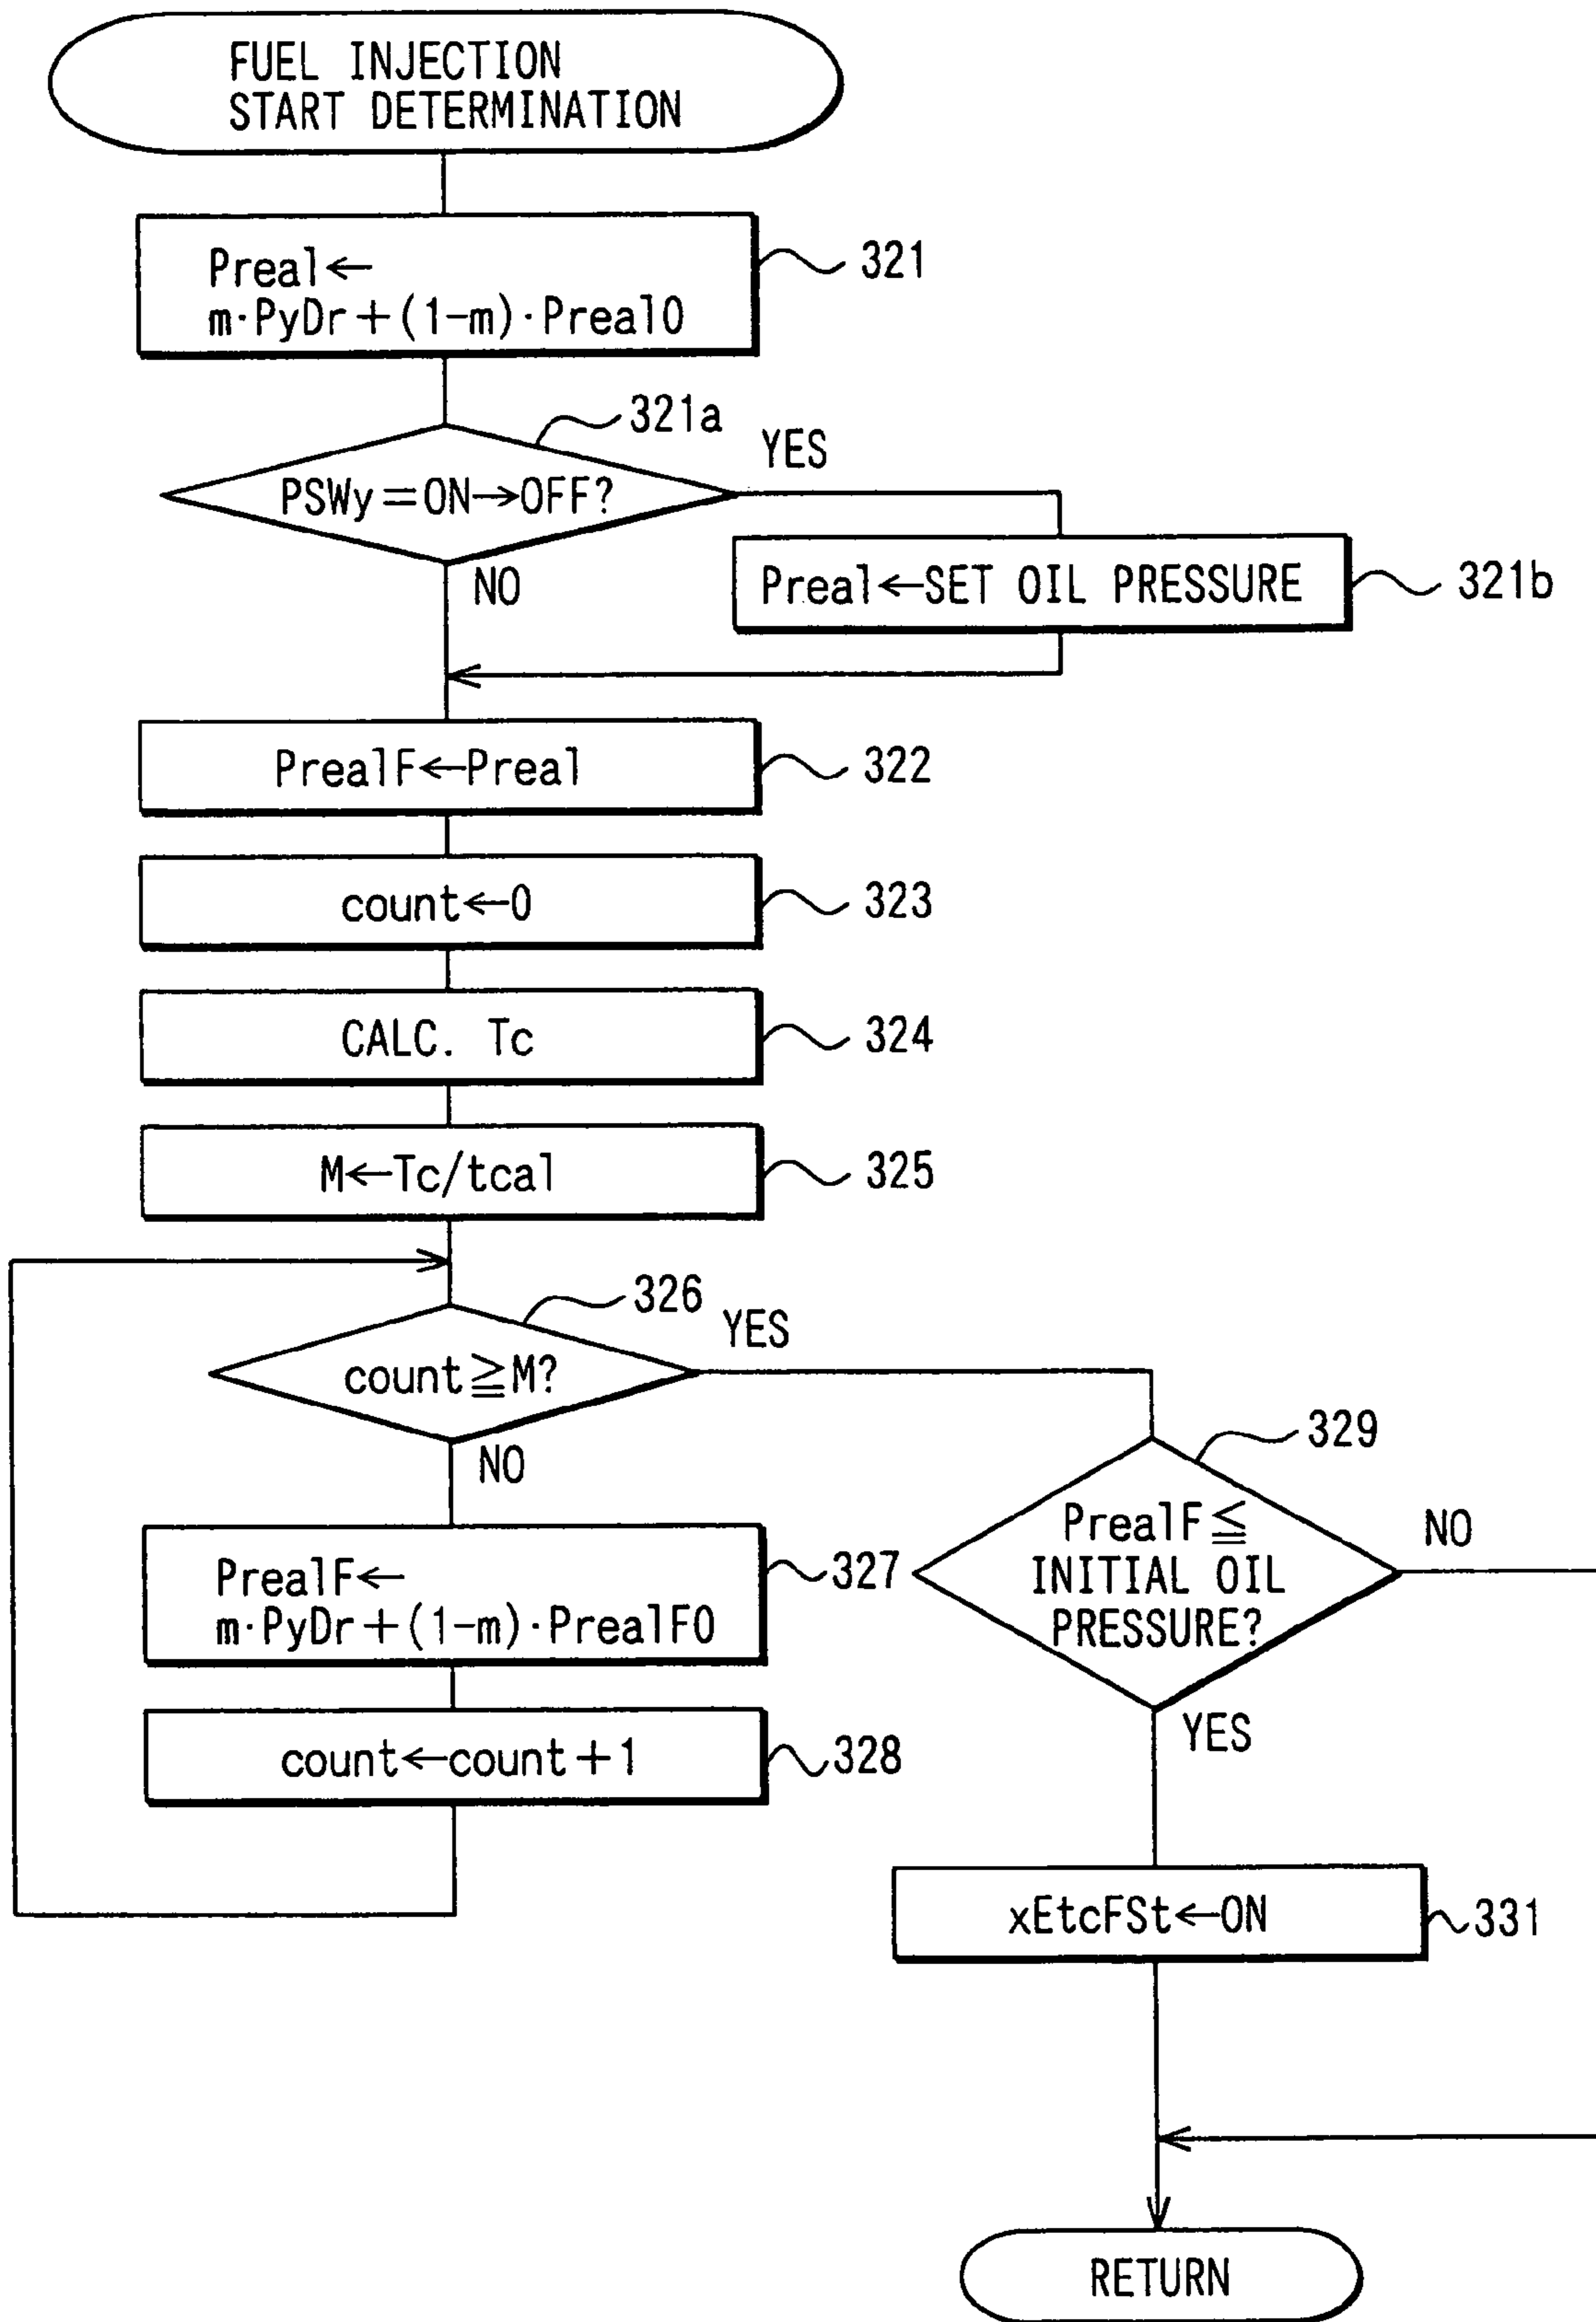 FUEL INJECTION
START DETERMINATION
Preal←
m·PyDr+(1-m)·Preal0
321
321a
PSWy=ON→OFF?
YES
NO
Preal←SET OIL PRESSURE
321b
PrealF←Preal
322
count←0
323
CALC. Tc
324
M←Tc/tcal
325
326
count≧M?
YES
NO
PrealF←
m·PyDr+(1-m)·PrealF0
327
count←count+1
328
329
PrealF≦
INITIAL OIL
PRESSURE?
NO
YES
xEtcFSt←ON
331
RETURN